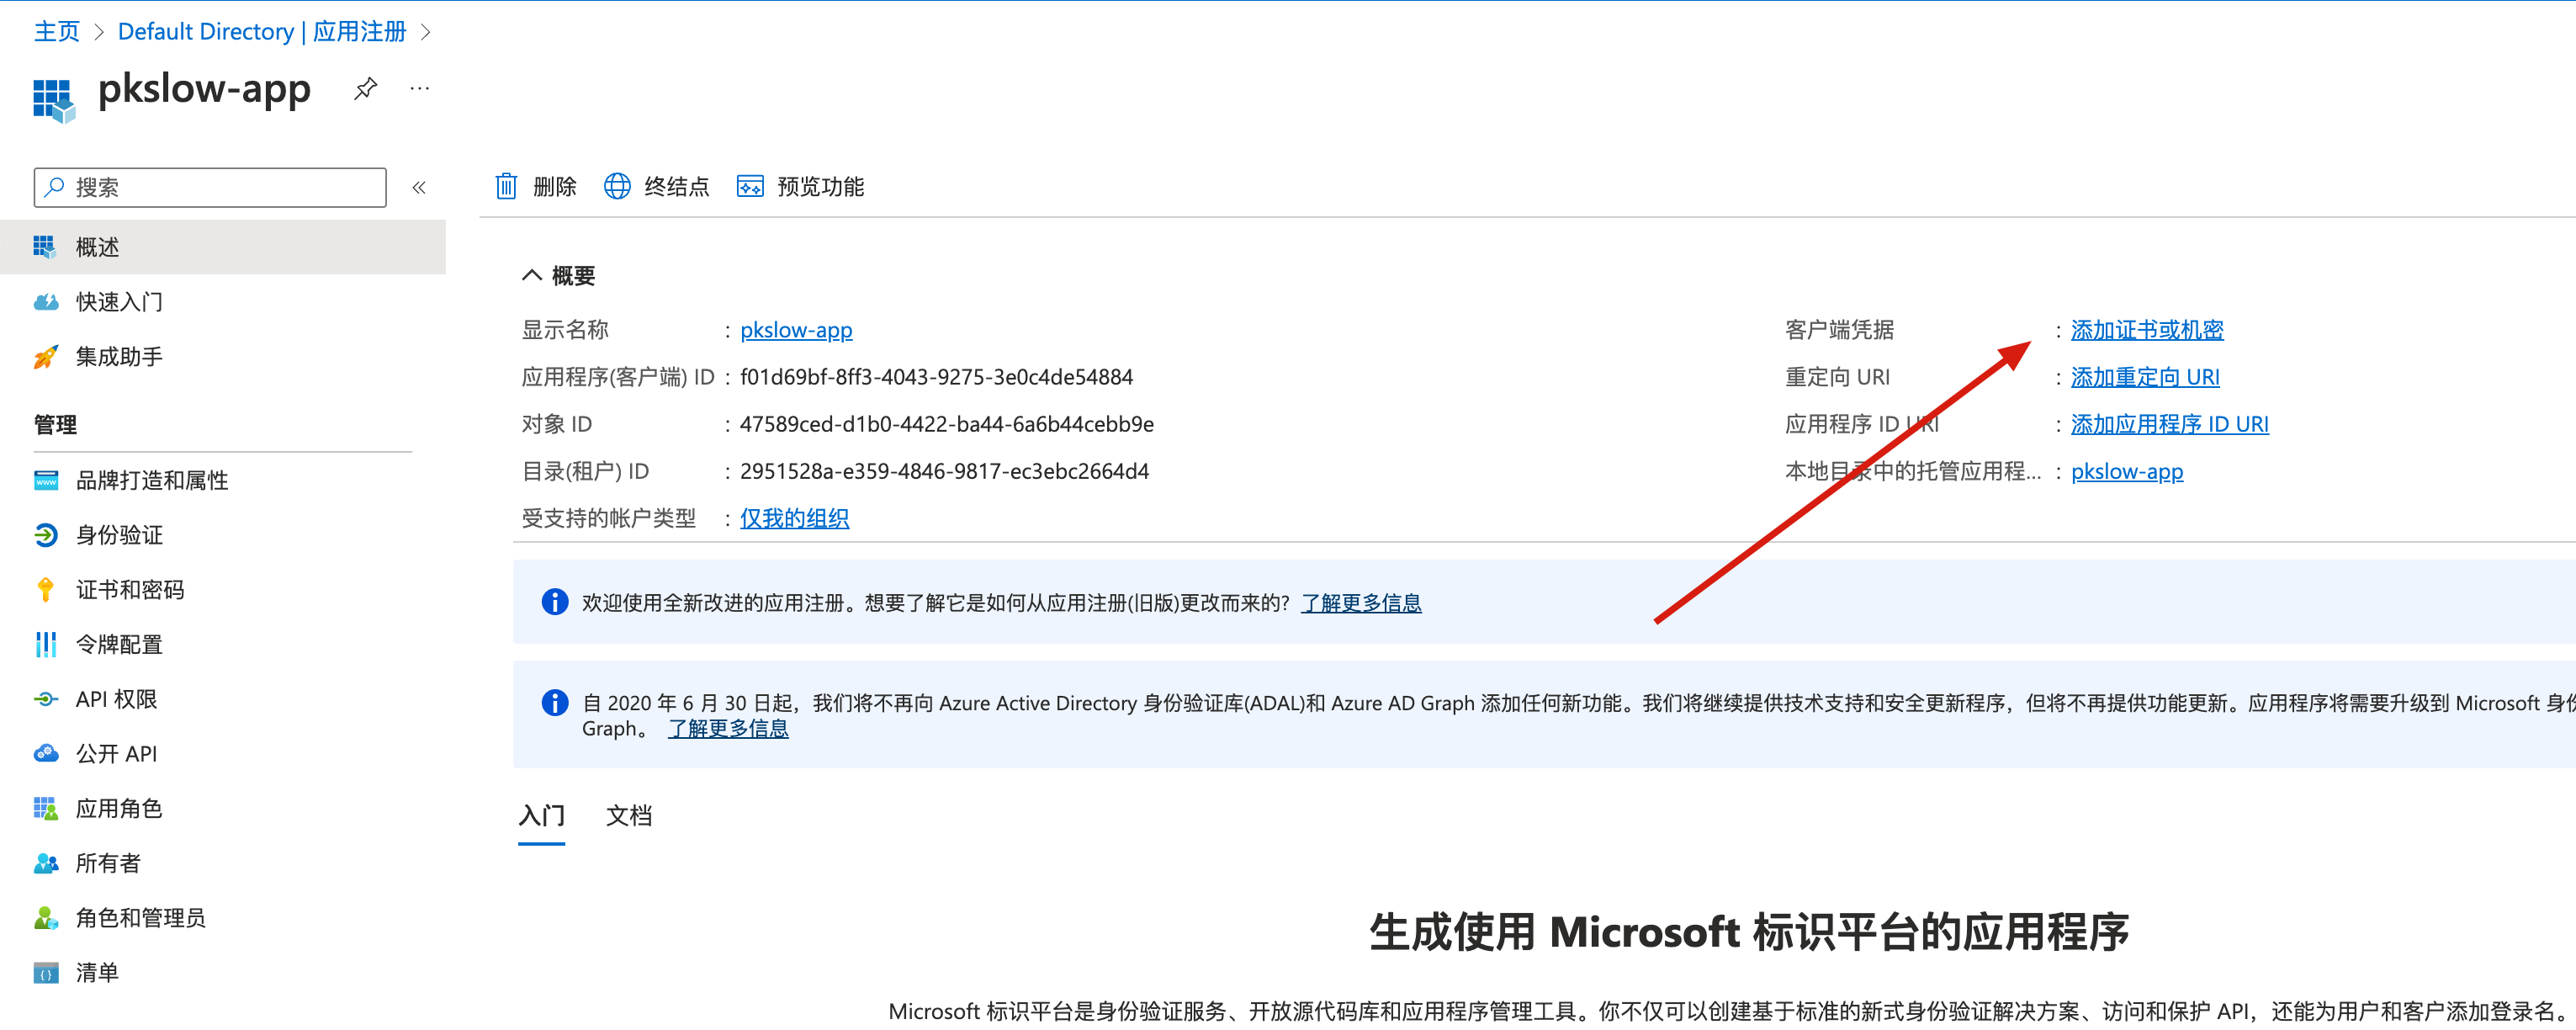 主页 > Default Directory | 应用注册 >
pkslow-app
搜索
概述
快速入门
集成助手
管理
品牌打造和属性
身份验证
证书和密码
令牌配置
API 权限
公开 API
应用角色
所有者
角色和管理员
清单
删除 终结点 预览功能
概要
显示名称 : pkslow-app
应用程序(客户端) ID : f01d69bf-8ff3-4043-9275-3e0c4de54884
对象 ID : 47589ced-d1b0-4422-ba44-6a6b44cebb9e
目录(租户) ID : 2951528a-e359-4846-9817-ec3ebc2664d4
受支持的帐户类型 : 仅我的组织
客户端凭据 : 添加证书或机密
重定向 URI : 添加重定向 URI
应用程序 ID URI : 添加应用程序 ID URI
本地目录中的托管应用程... : pkslow-app
欢迎使用全新改进的应用注册。想要了解它是如何从应用注册(旧版)更改而来的? 了解更多信息
自 2020 年 6 月 30 日起，我们将不再向 Azure Active Directory 身份验证库(ADAL)和 Azure AD Graph 添加任何新功能。我们将继续提供技术支持和安全更新程序，但将不再提供功能更新。应用程序将需要升级到 Microsoft 身份
Graph。 了解更多信息
入门 文档
生成使用 Microsoft 标识平台的应用程序
Microsoft 标识平台是身份验证服务、开放源代码库和应用程序管理工具。你不仅可以创建基于标准的新式身份验证解决方案、访问和保护 API，还能为用户和客户添加登录名。